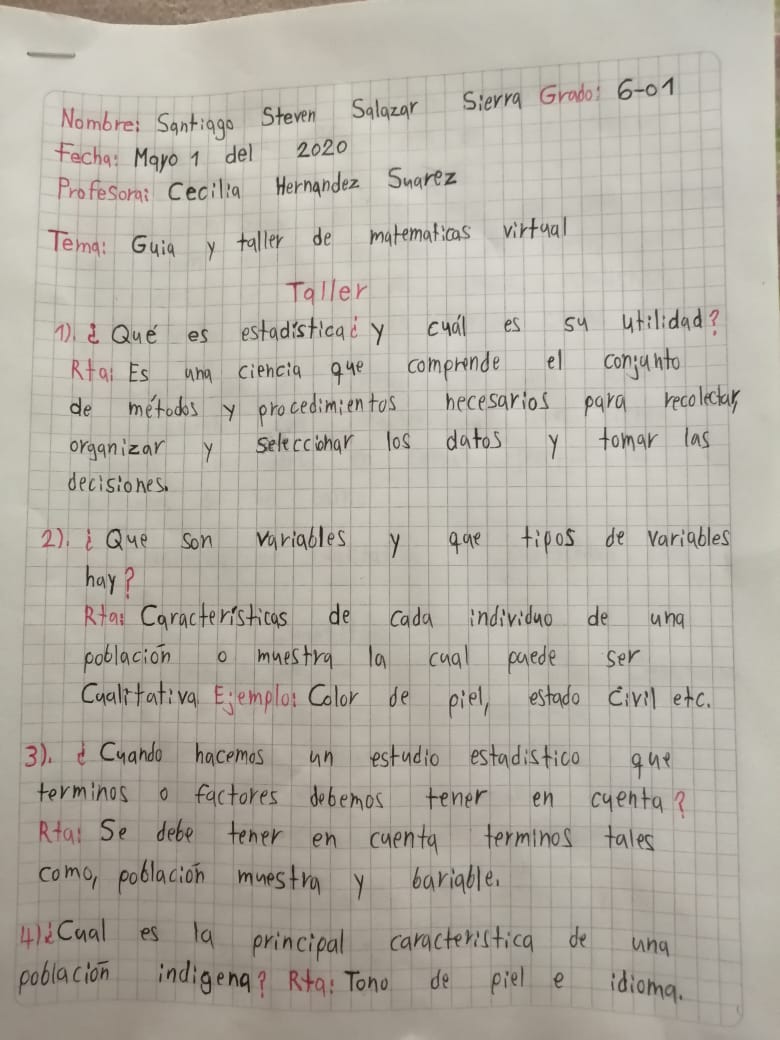 Nombre: Santiago Steven Salazar Sierra Grado: 6-01
Fecha: Mayo 1 del 2020
Profesora: Cecilia Hernandez Suarez
Tema: Guia y taller de matematicas virtual
Taller
1). ¿Qué es estadística¿ y cuál es su utilidad?
Rta: Es una ciencia que comprende el conjunto
de métodos y procedimientos necesarios para recolectar,
organizar y seleccionar los datos y tomar las
decisiones.
2). ¿Que son variables y que tipos de variables
hay?
Rta: Características de cada individuo de una
población o muestra la cual puede ser
Cualitativa Ejemplo: Color de piel, estado civil etc.
3). ¿Cuando hacemos un estudio estadístico que
terminos o factores debemos tener en cuenta?
Rta: Se debe tener en cuenta terminos tales
como, población muestra y bariable.
4)¿Cual es la principal característica de una
población indigena? Rta: Tono de piel e idioma.